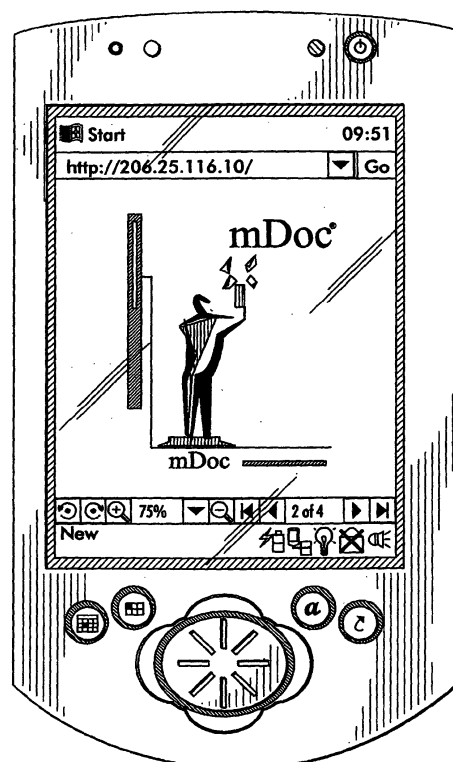 Start 09:51
http://206.25.116.10/ Go
mDoc®
mDoc
75% 2 of 4
New
a